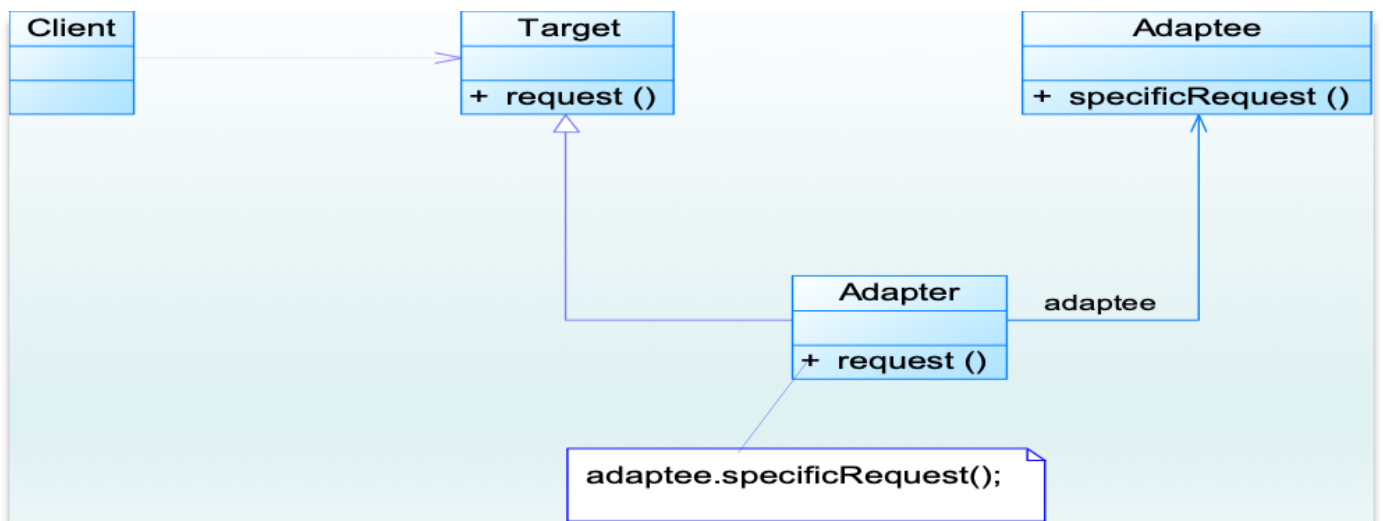 Client
Target
+ request ()
Adaptee
+ specificRequest ()
Adapter
+ request ()
adaptee
adaptee.specificRequest();